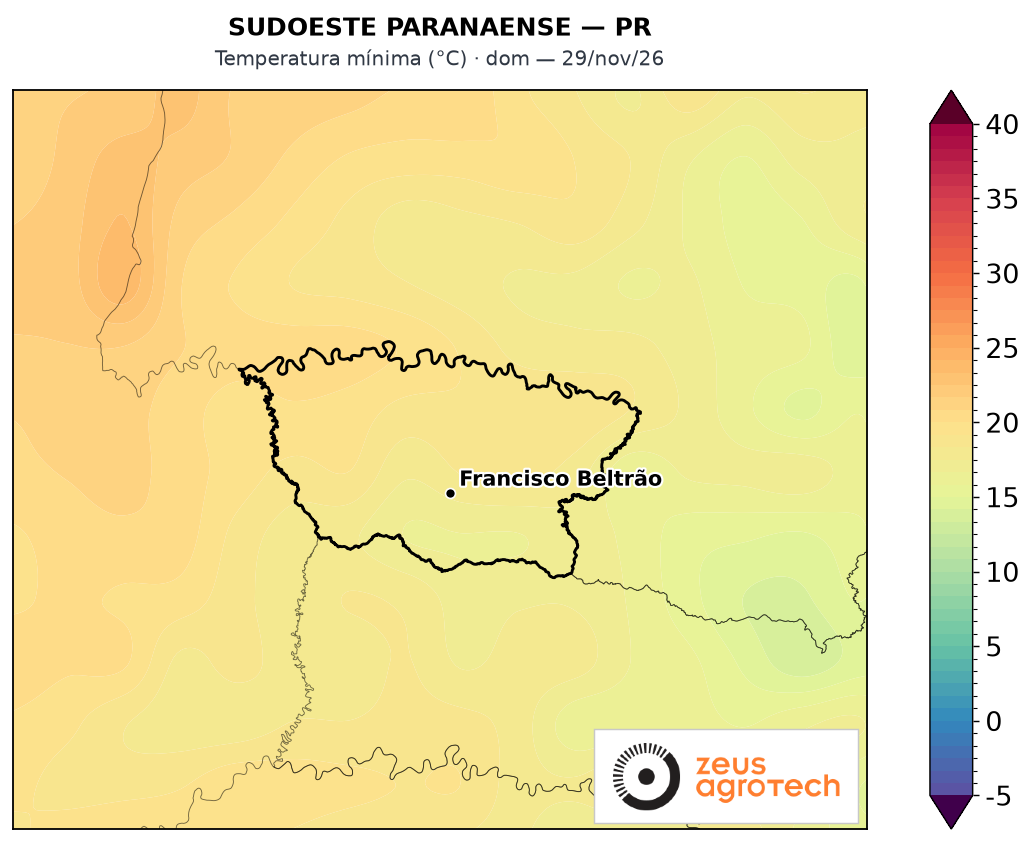 SUDOESTE PARANAENSE — PR
Temperatura mínima (°C) · dom — 29/nov/26
40
35
30
25
20
15
10
5
0
-5
Francisco Beltrão
zeus
agrotech